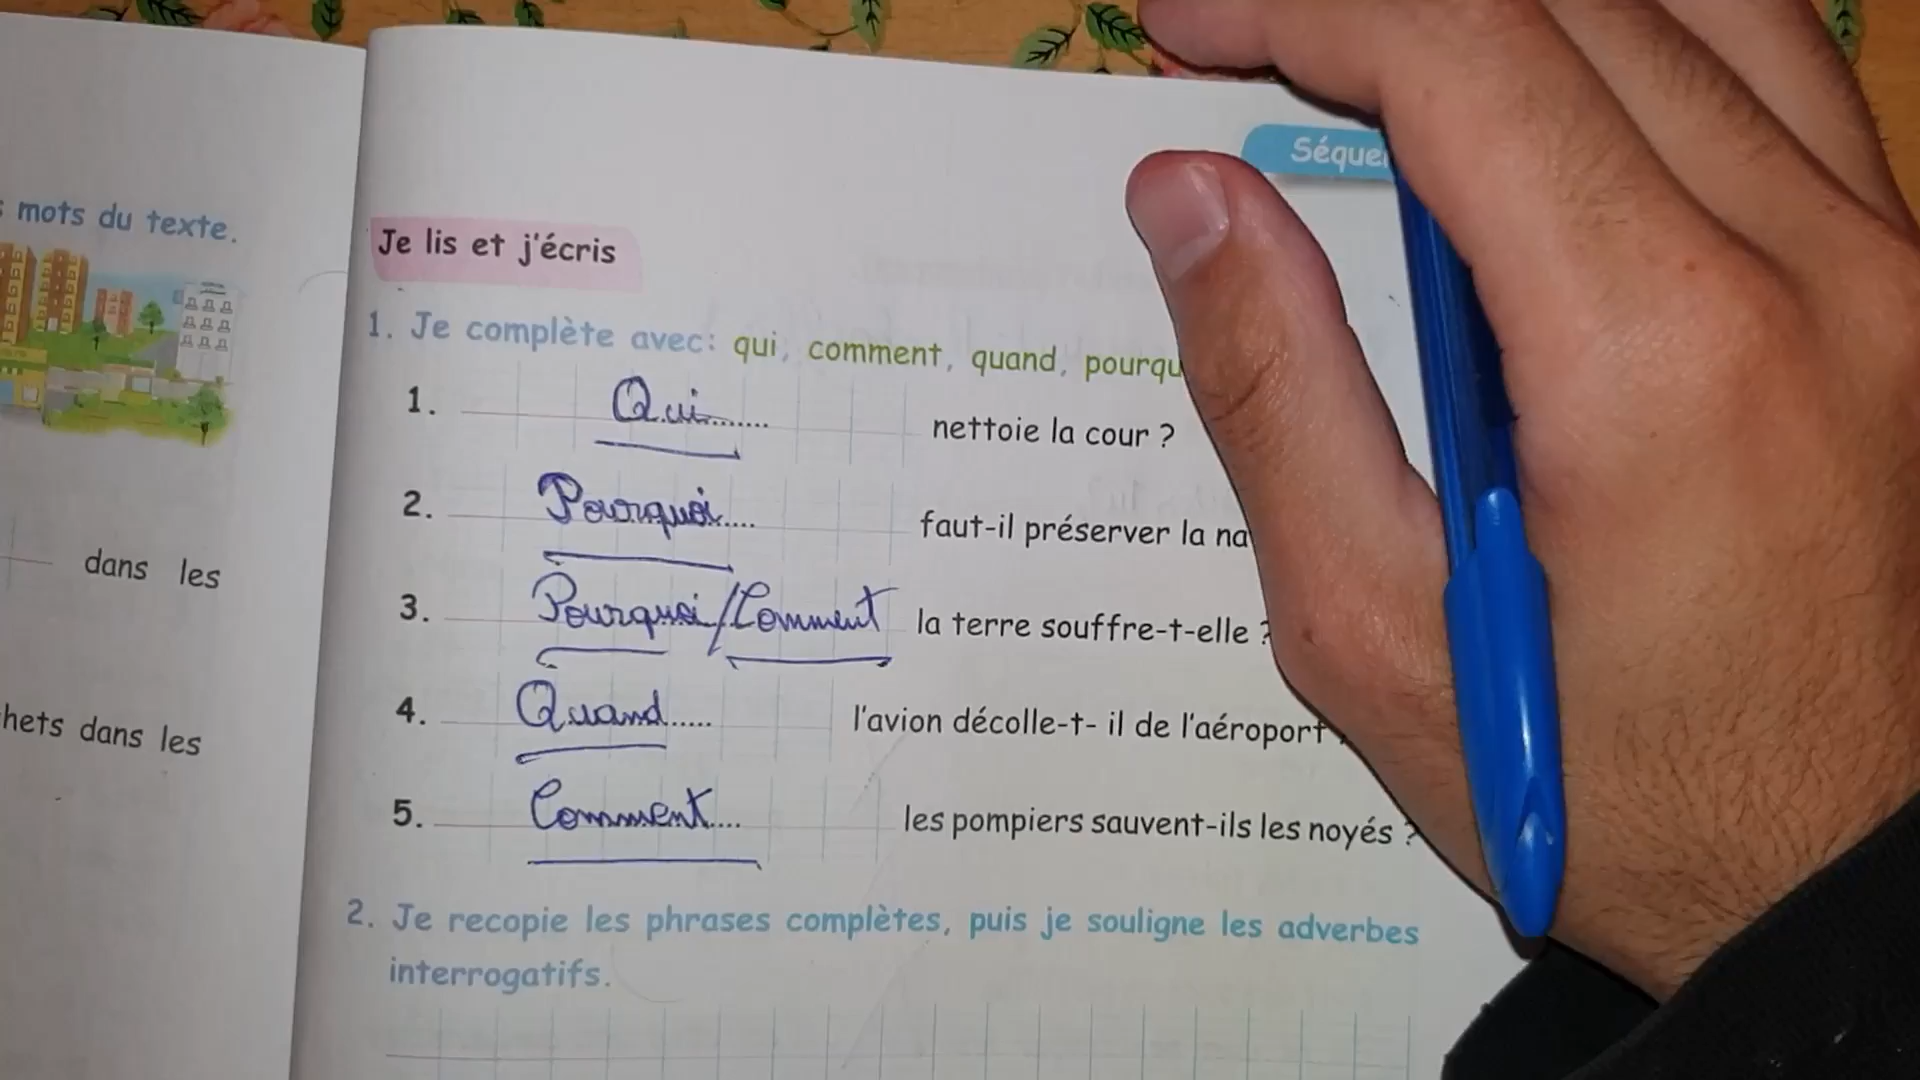 mots du texte.
dans les
hets dans les
Je lis et j'écris
1. Je complète avec: qui, comment, quand, pourqu
1. Qui....... nettoie la cour ?
2. Pourquoi.... faut-il préserver la na
3. Pourquoi/Comment la terre souffre-t-elle ?
4. Quand...... l'avion décolle-t- il de l'aéroport
5. Comment.... les pompiers sauvent-ils les noyés ?
2. Je recopie les phrases complètes, puis je souligne les adverbes
interrogatifs.